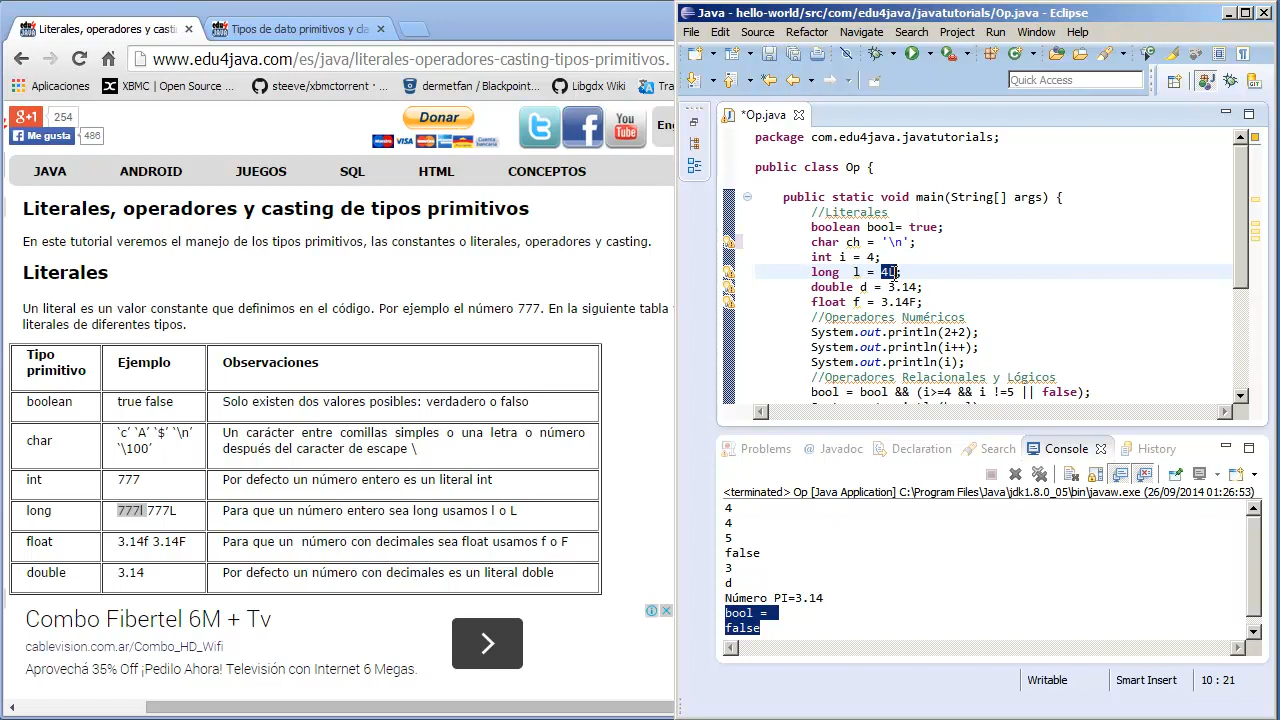 Literales, operadores y casti
Tipos de dato primitivos y cla
www.edu4java.com/es/java/literales-operadores-casting-tipos-primitivos.
Aplicaciones
XBMC | Open Source ...
steeve/xbmctorrent · ...
dermetfan / Blackpoint...
Libgdx Wiki
Tra
g+1
254
Me gusta
486
Donar
VISA
You
Tube
En
JAVA
ANDROID
JUEGOS
SQL
HTML
CONCEPTOS
Literales, operadores y casting de tipos primitivos
En este tutorial veremos el manejo de los tipos primitivos, las constantes o literales, operadores y casting.
Literales
Un literal es un valor constante que definimos en el código. Por ejemplo el número 777. En la siguiente tabla
literales de diferentes tipos.
Tipo primitivo Ejemplo Observaciones
boolean true false Solo existen dos valores posibles: verdadero o falso
char `c´ `A´ `$´ `\n´ `\100´ Un carácter entre comillas simples o una letra o número después del caracter de escape \
int 777 Por defecto un número entero es un literal int
long 777l 777L Para que un número entero sea long usamos l o L
float 3.14f 3.14F Para que un número con decimales sea float usamos f o F
double 3.14 Por defecto un número con decimales es un literal doble
Combo Fibertel 6M + Tv
cablevision.com.ar/Combo_HD_Wifi
Aprovechá 35% Off ¡Pedilo Ahora! Televisión con Internet 6 Megas.
Java - hello-world/src/com/edu4java/javatutorials/Op.java - Eclipse
File Edit Source Refactor Navigate Search Project Run Window Help
Quick Access
*Op.java
package com.edu4java.javatutorials;
public class Op {
public static void main(String[] args) {
//Literales
boolean bool= true;
char ch = '\n';
int i = 4;
long  l = 4L;
double d = 3.14;
float f = 3.14F;
//Operadores Numéricos
System.out.println(2+2);
System.out.println(i++);
System.out.println(i);
//Operadores Relacionales y Lógicos
bool = bool && (i>=4 && i !=5 || false);
Problems
Javadoc
Declaration
Search
Console
History
<terminated> Op [Java Application] C:\Program Files\Java\jdk1.8.0_05\bin\javaw.exe (26/09/2014 01:26:53)
4
4
5
false
3
d
Número PI=3.14
bool =
false
Writable
Smart Insert
10 : 21